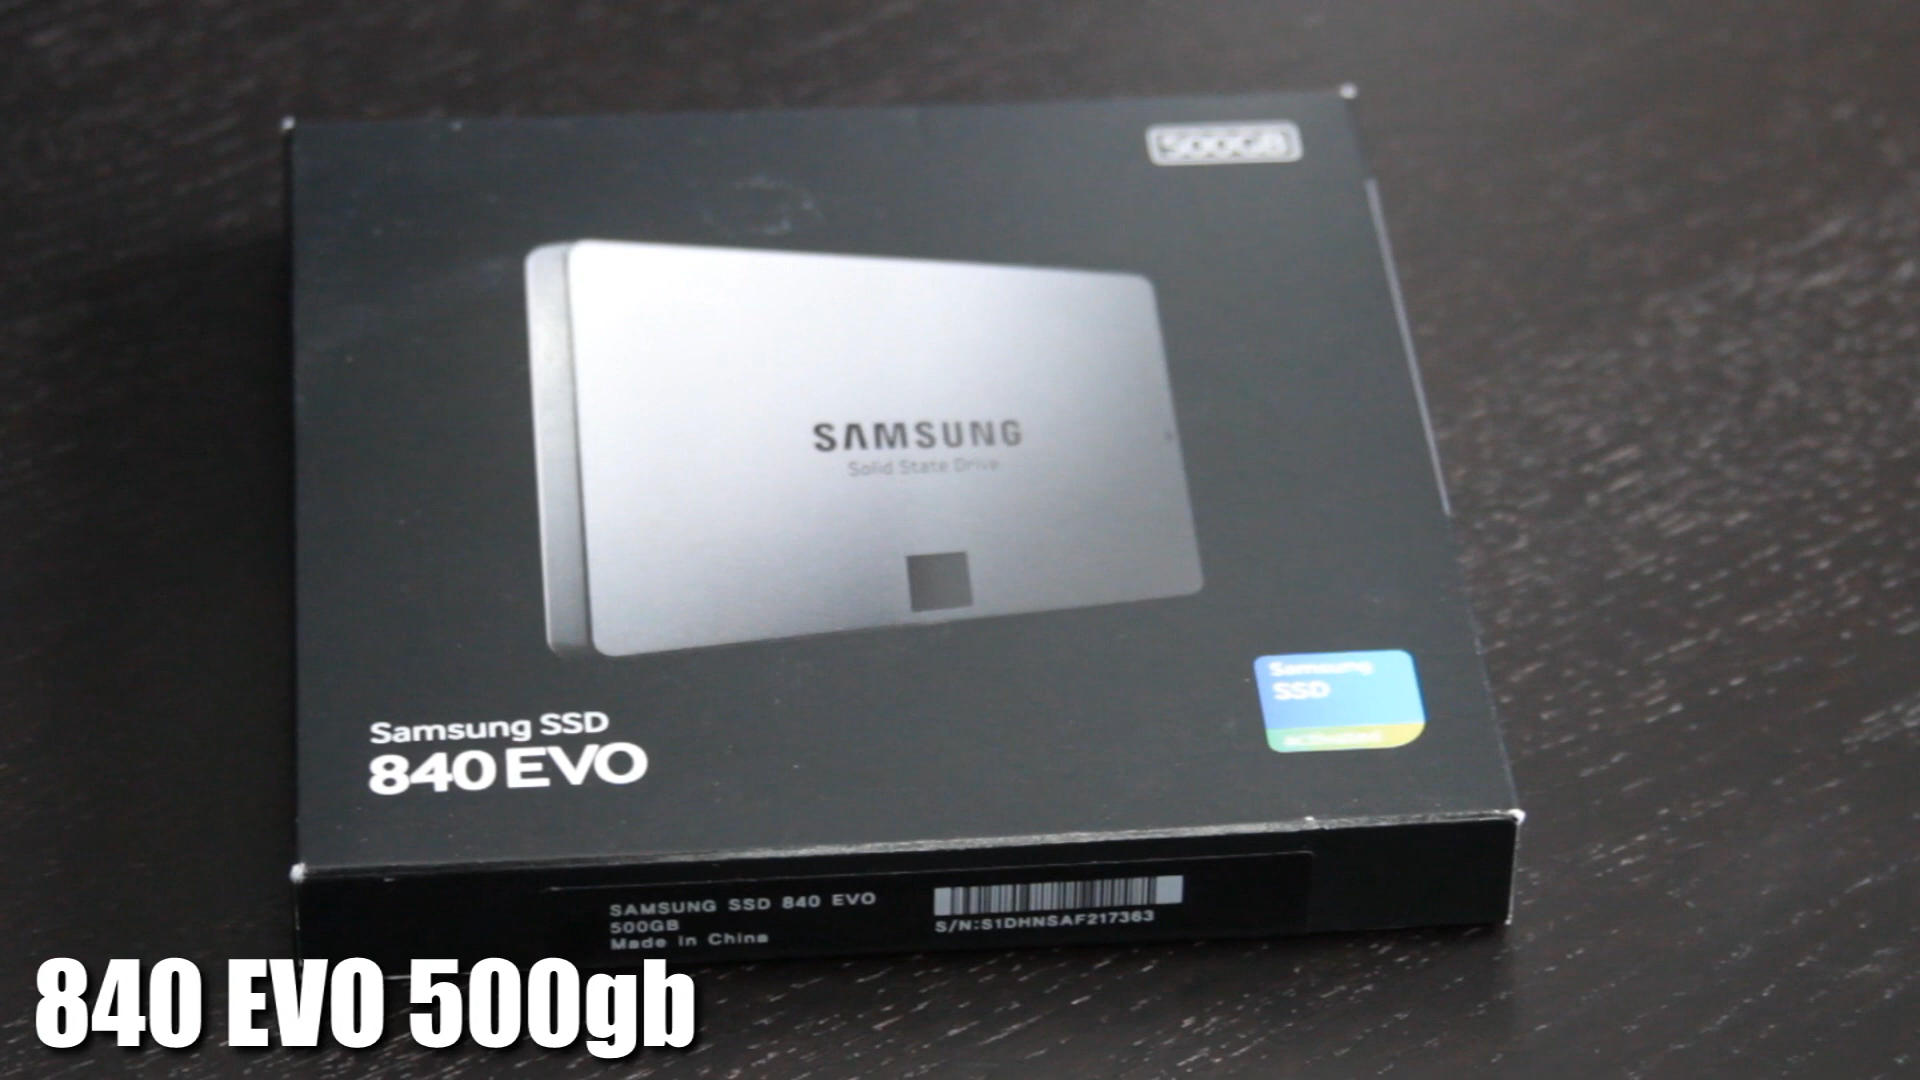 500GB
SAMSUNG
Solid State Drive
Samsung
SSD
activated
Samsung SSD
840 EVO
SAMSUNG SSD 840 EVO
500GB
Made in China
S/N:S1DHNSAF217363
840 EVO 500gb